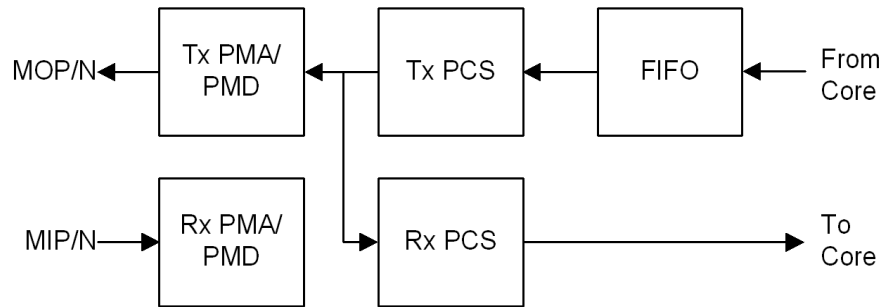 MOP/N
Tx PMA/
PMD
Tx PCS
FIFO
From
Core
MIP/N
Rx PMA/
PMD
Rx PCS
To
Core